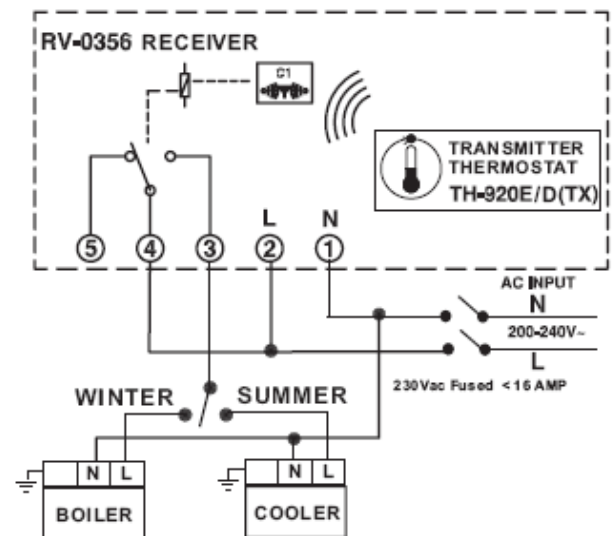 RV-0356 RECEIVER
C1
TRANSMITTER
THERMOSTAT
TH-920E/D(TX)
L N
5 4 3 2 1
AC INPUT
N
200-240V~
L
230Vac Fused < 16 AMP
WINTER SUMMER
N L
BOILER
N L
COOLER